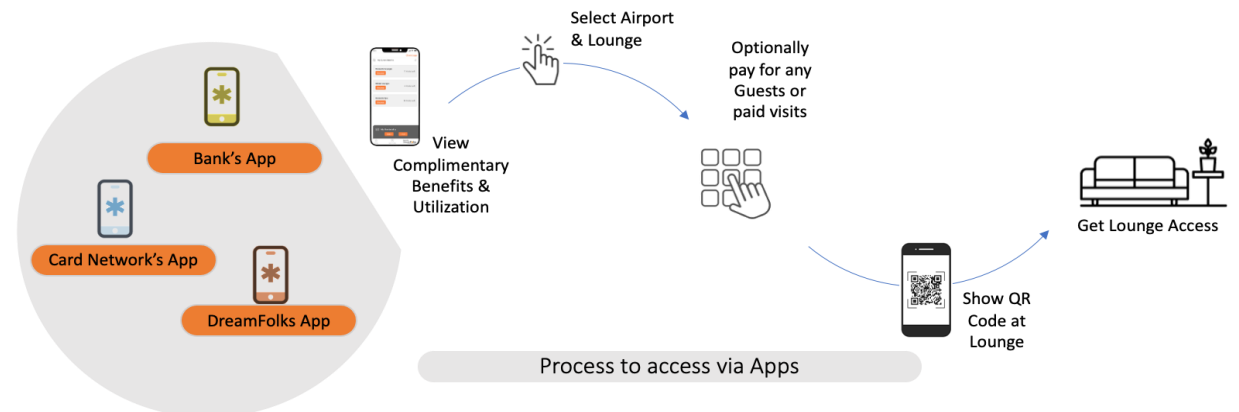 Bank's App
Card Network's App
DreamFolks App
View
Complimentary
Benefits &
Utilization
Select Airport
& Lounge
Optionally
pay for any
Guests or
paid visits
Show QR
Code at
Lounge
Get Lounge Access
Process to access via Apps